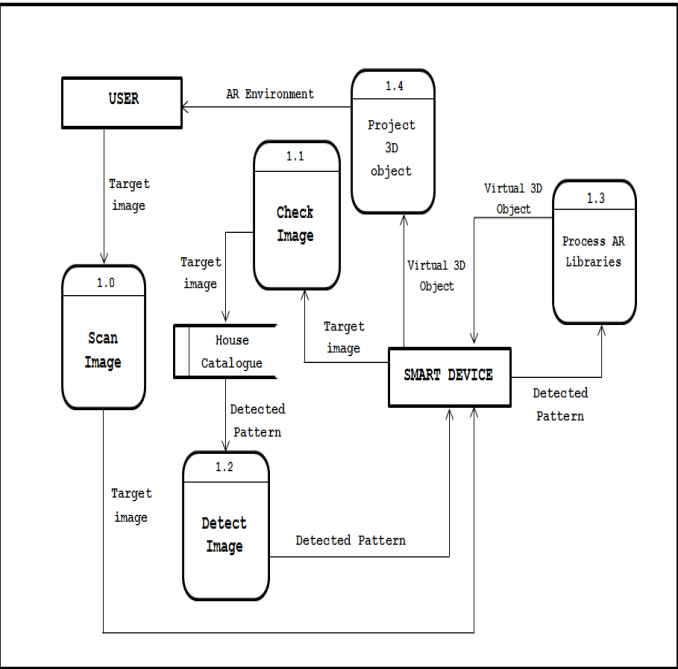 USER
AR Environment
1.4
Project
3D
object
1.1
Check
Image
Target
image
Virtual 3D
Object
1.3
Process AR
Libraries
Target
image
1.0
Scan
Image
Virtual 3D
Object
House
Catalogue
Target
image
SMART DEVICE
Detected
Pattern
Detected
Pattern
1.2
Detect
Image
Target
image
Detected Pattern